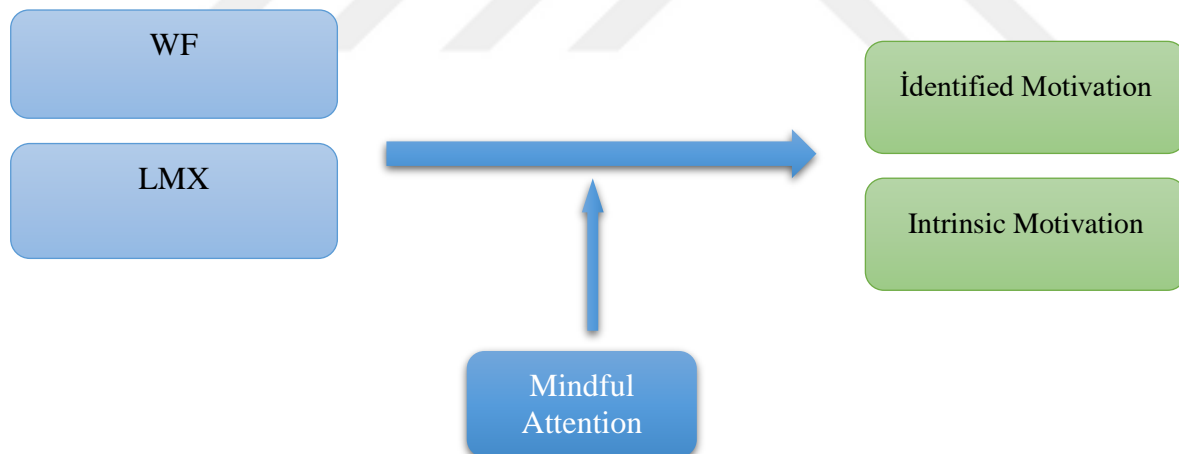 WF
LMX
İdentified Motivation
Intrinsic Motivation
Mindful
Attention